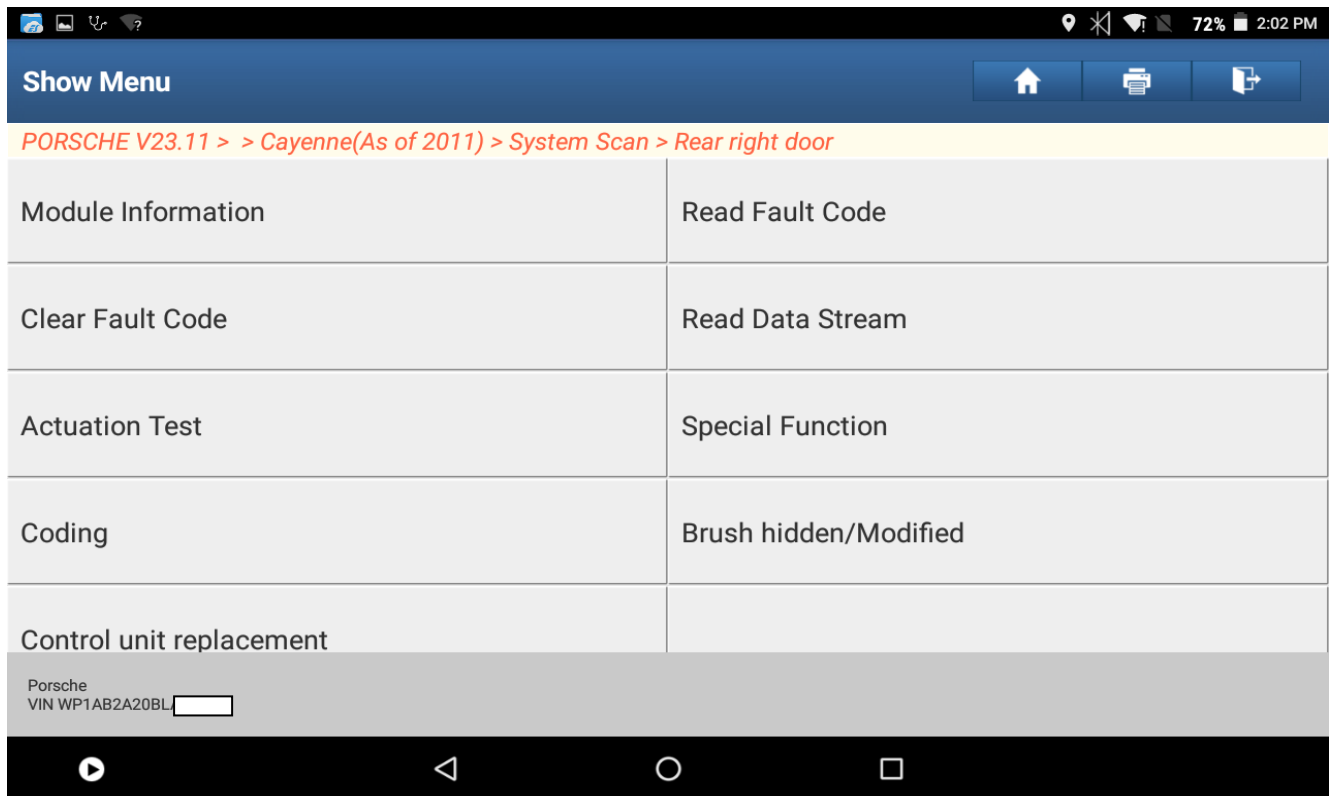 72% 2:02 PM
Show Menu
PORSCHE V23.11 > > Cayenne(As of 2011) > System Scan > Rear right door
Module Information
Read Fault Code
Clear Fault Code
Read Data Stream
Actuation Test
Special Function
Coding
Brush hidden/Modified
Control unit replacement
Porsche
VIN WP1AB2A20BL